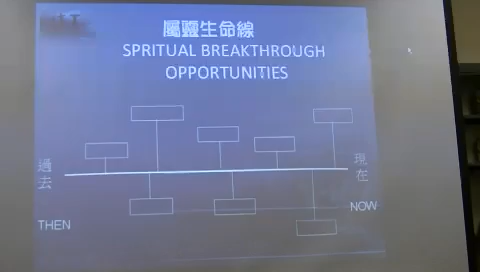 屬靈生命線
SPRITUAL BREAKTHROUGH
OPPORTUNITIES
過去
現在
THEN
NOW